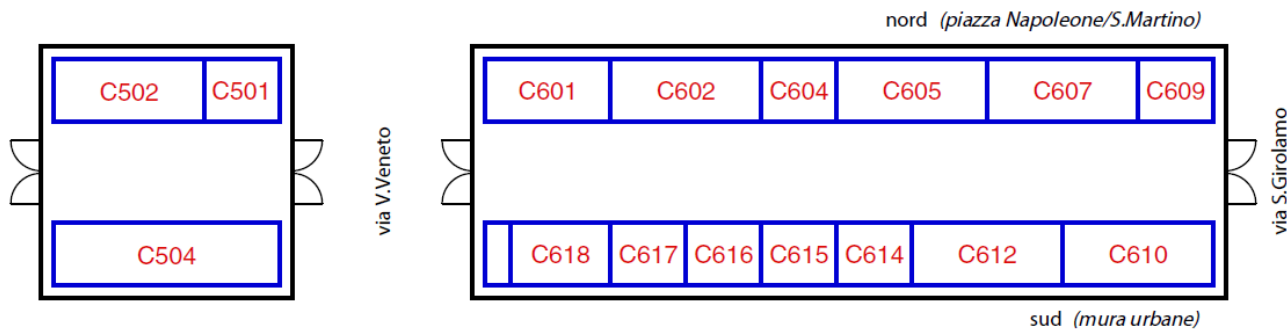 nord (piazza Napoleone/S.Martino)
C502 C501
C601 C602 C604 C605 C607 C609
via V.Veneto
via S.Girolamo
C504
C618 C617 C616 C615 C614 C612 C610
sud (mura urbane)